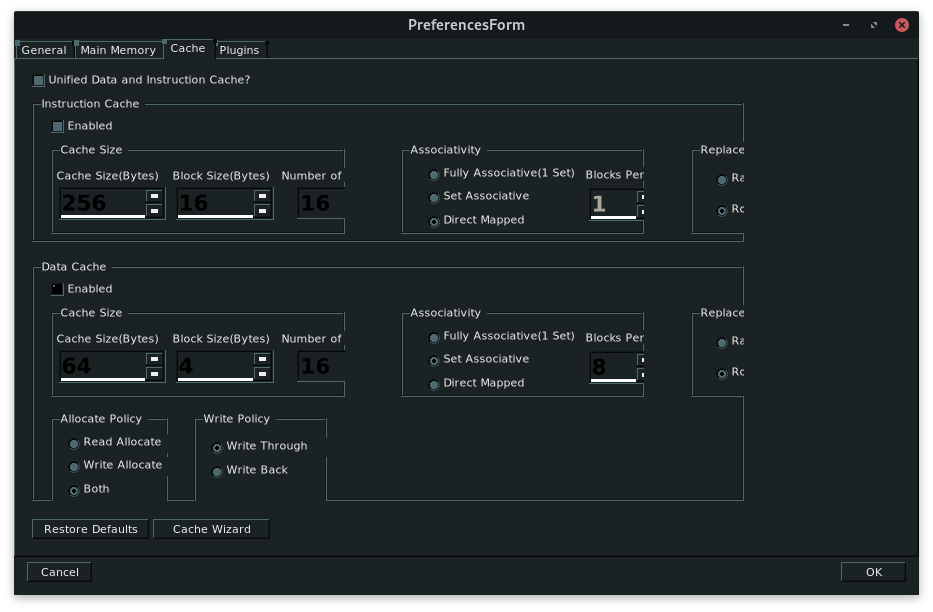 PreferencesForm
General Main Memory Cache Plugins
Unified Data and Instruction Cache?
Instruction Cache
Enabled
Cache Size Associativity Replace
Cache Size(Bytes) Block Size(Bytes) Number of Fully Associative(1 Set) Blocks Per Ra
256 16 16 Set Associative 1 Ro
Direct Mapped
Data Cache
Enabled
Cache Size Associativity Replace
Cache Size(Bytes) Block Size(Bytes) Number of Fully Associative(1 Set) Blocks Per Ra
64 4 16 Set Associative 8 Ro
Direct Mapped
Allocate Policy Write Policy
Read Allocate Write Through
Write Allocate Write Back
Both
Restore Defaults Cache Wizard
Cancel OK